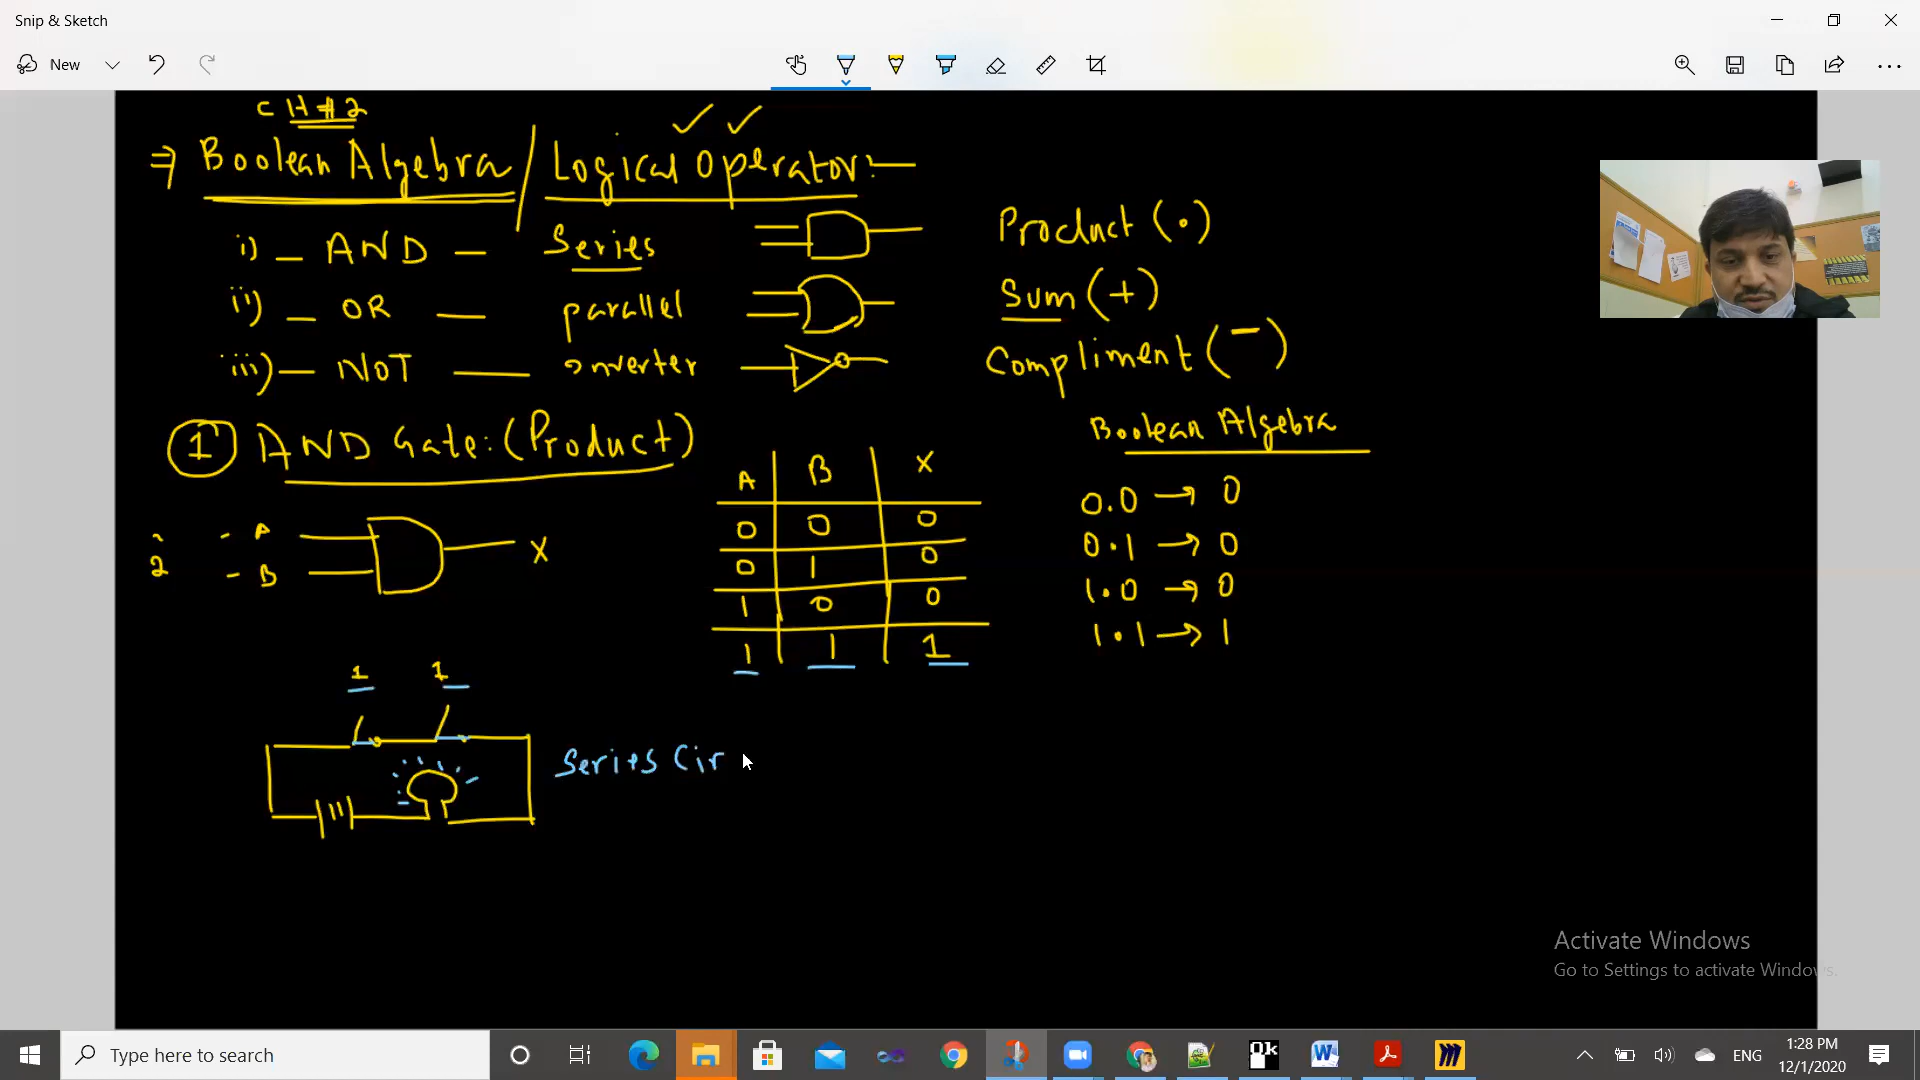 Snip & Sketch
New
CH#2
⇒ Boolean Algebra / Logical Operator:-
i) - AND - Series
Product (.)
ii) - OR - parallel
Sum (+)
iii) - NOT - inverter
Compliment (‾)
1 AND Gate: (Product)
Boolean Algebra
A B X
0 0 0
0 1 0
1 0 0
1 1 1
0.0 → 0
0.1 → 0
1.0 → 0
1.1 → 1
- A
2 - B
X
1 1
Series Cir
Activate Windows
Go to Settings to activate Windows.
Type here to search
Ok
ENG
1:28 PM
12/1/2020